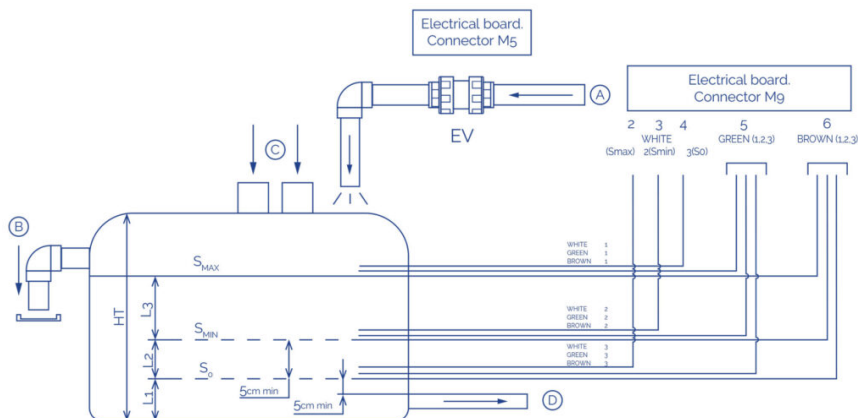 Electrical board.
Connector M5
A
Electrical board.
Connector M9
EV
2 3 4 5 6
WHITE GREEN (1,2,3) BROWN (1,2,3)
(Smax) 2(Smin) 3(S0)
C
B
WHITE 1
GREEN 1
BROWN 1
SMAX
HT
L3
WHITE 2
GREEN 2
BROWN 2
SMIN
L2
WHITE 3
GREEN 3
BROWN 3
S0
5cm min
5cm min
L1
D